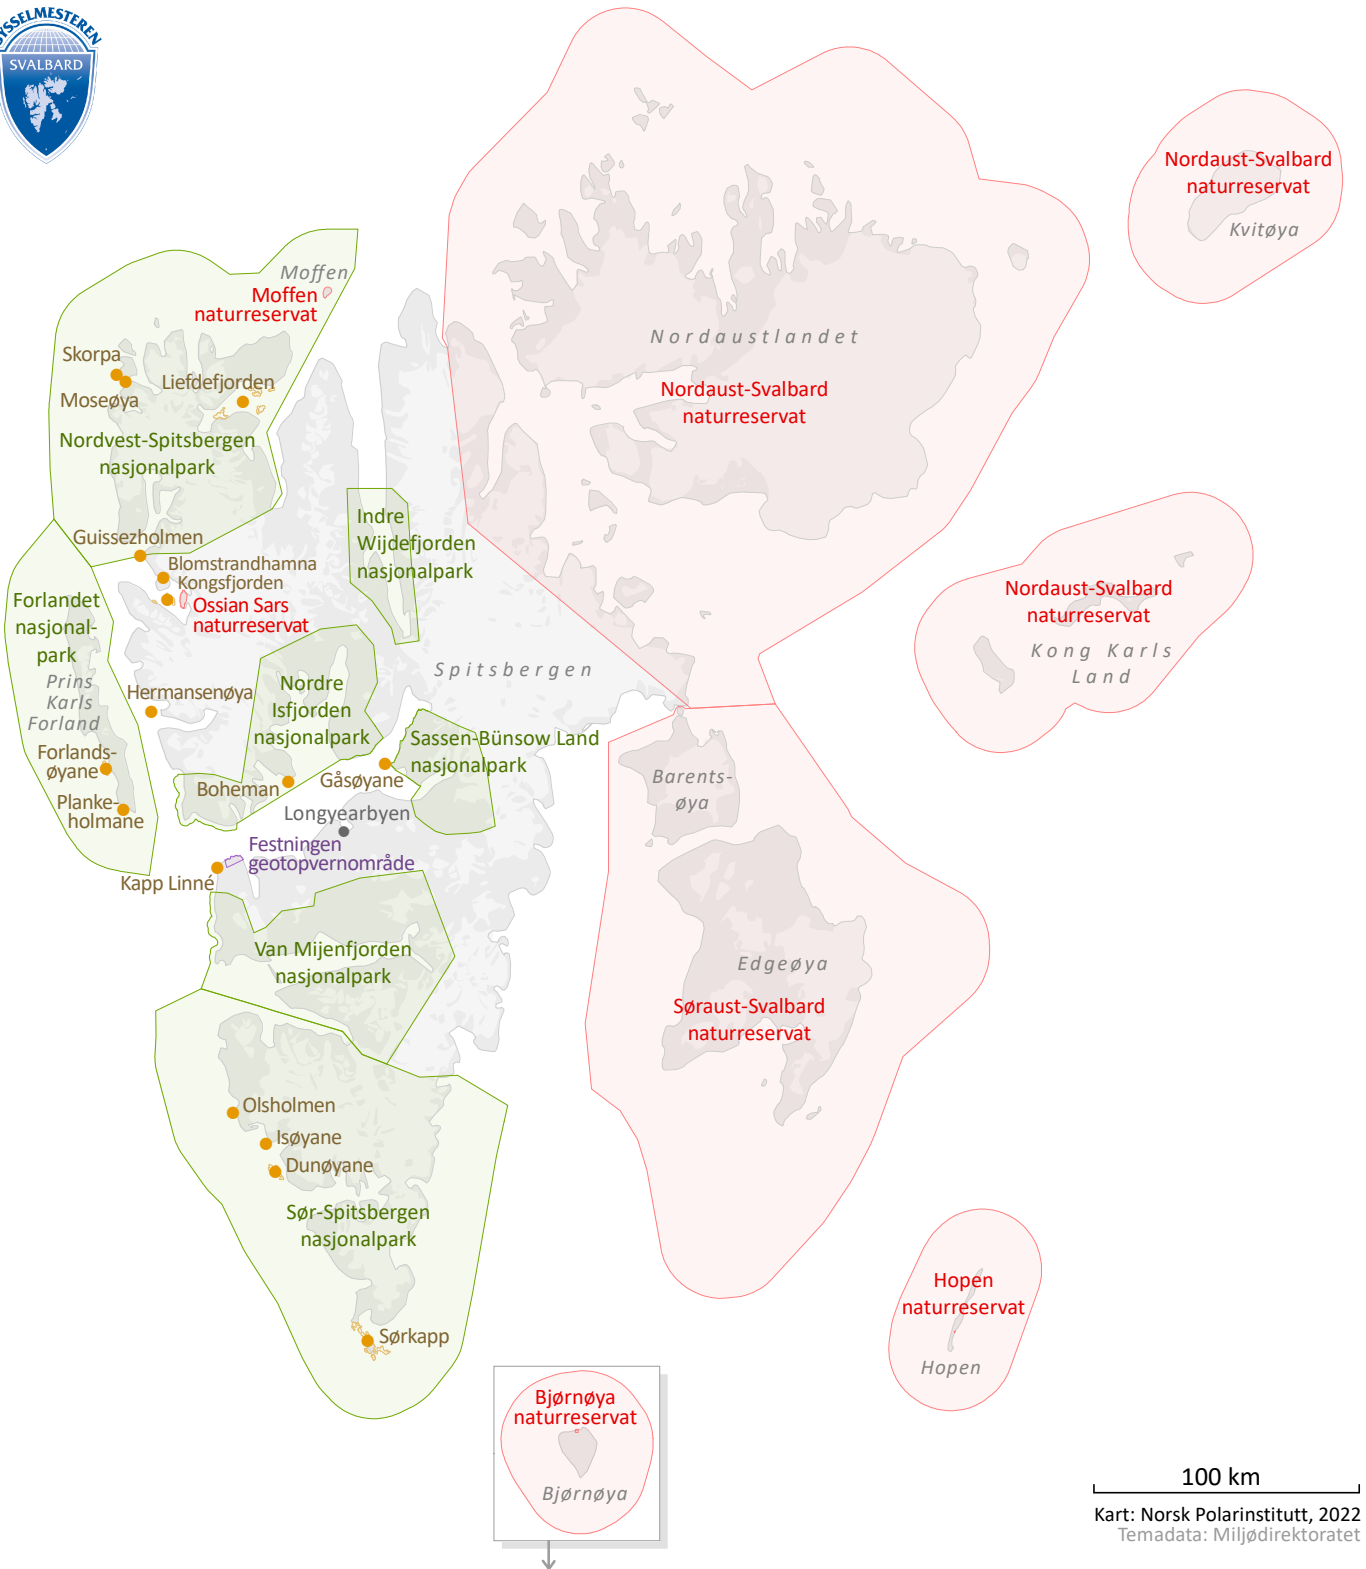 SYSSELMESTEREN
SVALBARD
Nordaust-Svalbard
naturreservat
Kvitøya
Moffen
Moffen
naturreservat
Nordaustlandet
Nordaust-Svalbard
naturreservat
Skorpa
Moseøya
Liefdefjorden
Nordvest-Spitsbergen
nasjonalpark
Indre
Wijdefjorden
nasjonalpark
Guissezholmen
Blomstrandhamna
Kongsfjorden
Ossian Sars
naturreservat
Forlandet
nasjonal-
park
Prins
Karls
Forland
Nordaust-Svalbard
naturreservat
Kong Karls
Land
Spitsbergen
Hermansenøya
Nordre
Isfjorden
nasjonalpark
Sassen-Bünsow Land
nasjonalpark
Forlands-
øyane
Planke-
holmane
Boheman
Gåsøyane
Longyearbyen
Barents-
øya
Festningen
geotopvernområde
Kapp Linné
Van Mijenfjorden
nasjonalpark
Edgeøya
Søraust-Svalbard
naturreservat
Olsholmen
Isøyane
Dunøyane
Sør-Spitsbergen
nasjonalpark
Sørkapp
Hopen
naturreservat
Hopen
Bjørnøya
naturreservat
Bjørnøya
100 km
Kart: Norsk Polarinstitutt, 2022
Temadata: Miljødirektoratet